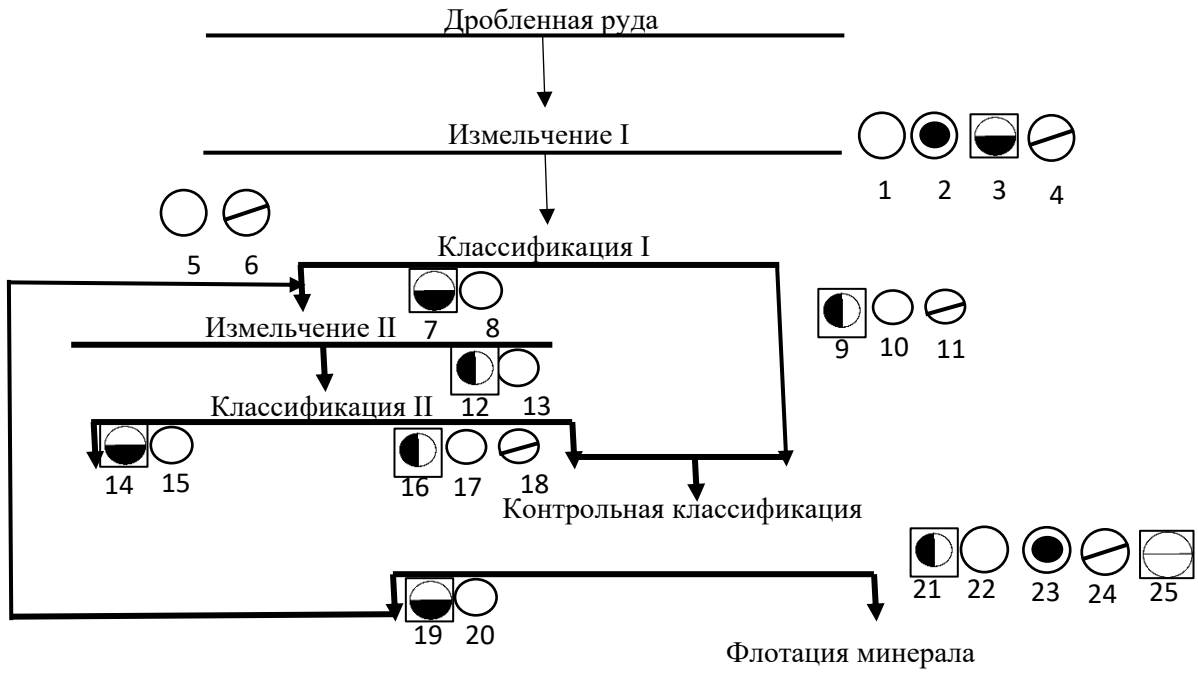 Дробленная руда
Измельчение I
1 2 3 4
5 6
Классификация I
7 8
9 10 11
Измельчение II
12 13
Классификация II
14 15
16 17 18
Контрольная классификация
21 22 23 24 25
19 20
Флотация минерала